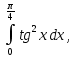 ∫₀^{π/4} tg² x dx,